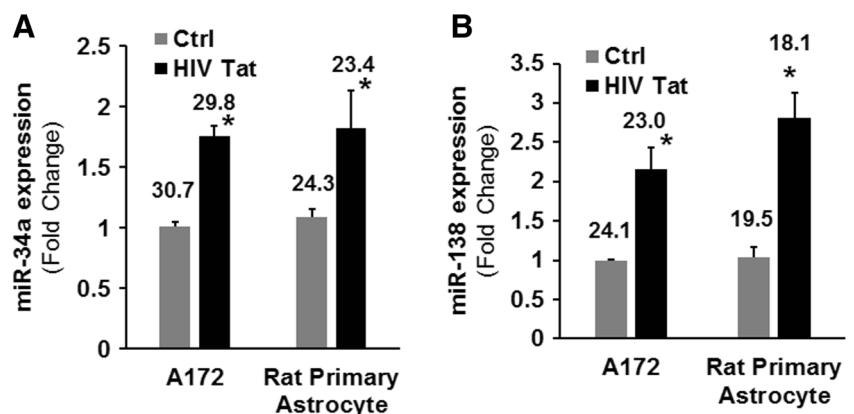 A
miR-34a expression
(Fold Change)
2.5
2
1.5
1
0.5
0
Ctrl
HIV Tat
30.7
29.8
*
24.3
23.4
*
A172
Rat Primary
Astrocyte
B
miR-138 expression
(Fold Change)
3.5
3
2.5
2
1.5
1
0.5
0
Ctrl
HIV Tat
24.1
23.0
*
19.5
18.1
*
A172
Rat Primary
Astrocyte